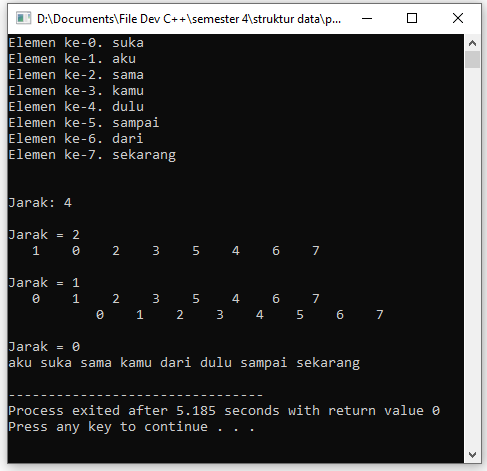 D:\Documents\File Dev C++\semester 4\struktur data\p...
Elemen ke-0. suka
Elemen ke-1. aku
Elemen ke-2. sama
Elemen ke-3. kamu
Elemen ke-4. dulu
Elemen ke-5. sampai
Elemen ke-6. dari
Elemen ke-7. sekarang
Jarak: 4
Jarak = 2
1 0 2 3 5 4 6 7
Jarak = 1
0 1 2 3 5 4 6 7
0 1 2 3 4 5 6 7
Jarak = 0
aku suka sama kamu dari dulu sampai sekarang
--------------------------------
Process exited after 5.185 seconds with return value 0
Press any key to continue . . .